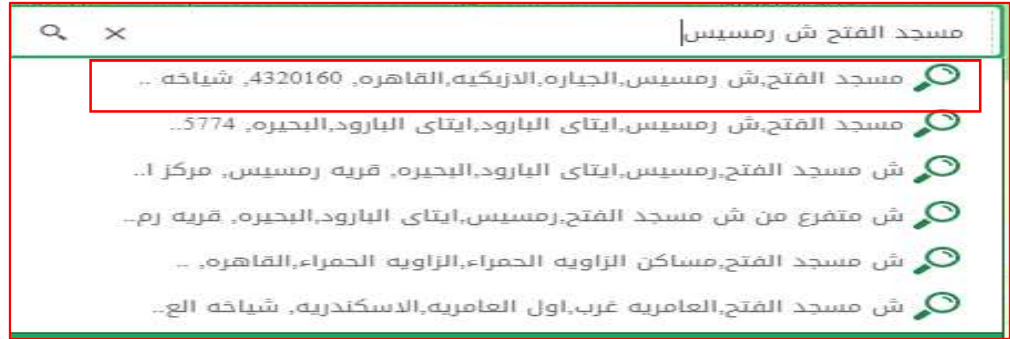 مسجد الفتح ش رمسيس
مسجد الفتح,ش رمسيس,الجياره,الازبكيه,القاهره, 4320160, شياخه ..
مسجد الفتح,ش رمسيس,ايتاى البارود,ايتاى البارود,البحيره, 5774..
ش مسجد الفتح,رمسيس,ايتاى البارود,البحيره, قريه رمسيس, مركز ا..
ش متفرع من ش مسجد الفتح,رمسيس,ايتاى البارود,البحيره, قريه رم..
ش مسجد الفتح,مساكن الزاويه الحمراء,الزاويه الحمراء,القاهره, ..
ش مسجد الفتح,العامريه غرب,اول العامريه,الاسكندريه, شياخه الع..